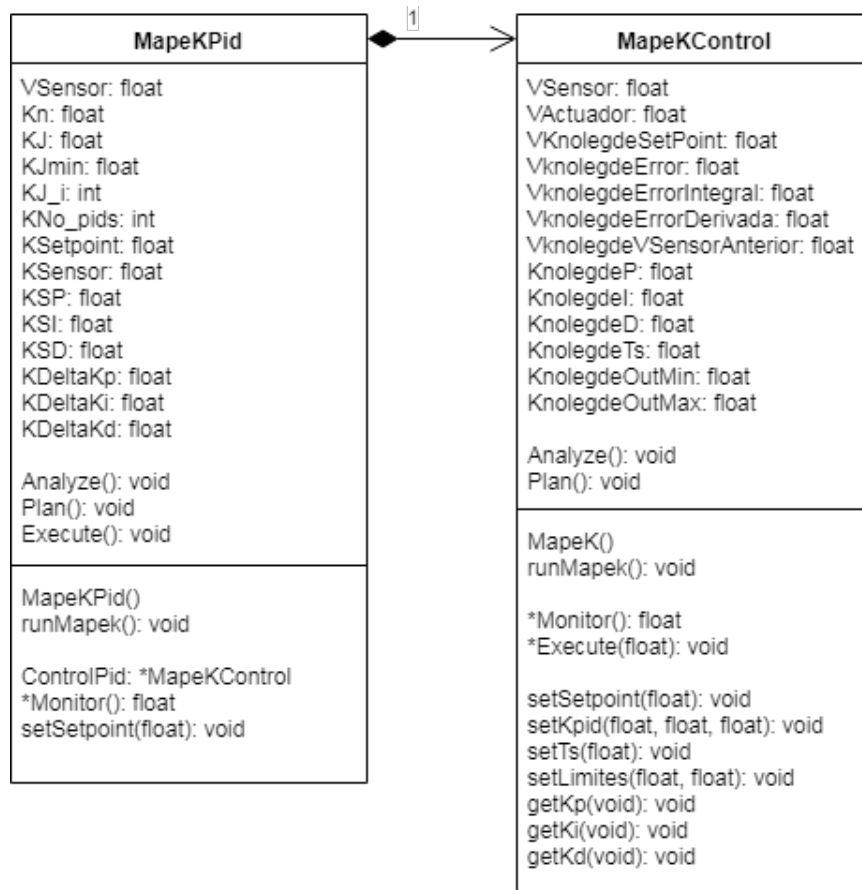 1
MapeKPid
VSensor: float
Kn: float
KJ: float
KJmin: float
KJ_i: int
KNo_pids: int
KSetpoint: float
KSensor: float
KSP: float
KSI: float
KSD: float
KDeltaKp: float
KDeltaKi: float
KDeltaKd: float
Analyze(): void
Plan(): void
Execute(): void
MapeKPid()
runMapek(): void
ControlPid: *MapeKControl
*Monitor(): float
setSetpoint(float): void
MapeKControl
VSensor: float
VActuador: float
VKnolegdeSetPoint: float
VknolegdeError: float
VknolegdeErrorIntegral: float
VknolegdeErrorDerivada: float
VknolegdeVSensorAnterior: float
KnolegdeP: float
KnolegdeI: float
KnolegdeD: float
KnolegdeTs: float
KnolegdeOutMin: float
KnolegdeOutMax: float
Analyze(): void
Plan(): void
MapeK()
runMapek(): void
*Monitor(): float
*Execute(float): void
setSetpoint(float): void
setKpid(float, float, float): void
setTs(float): void
setLimites(float, float): void
getKp(void): void
getKi(void): void
getKd(void): void